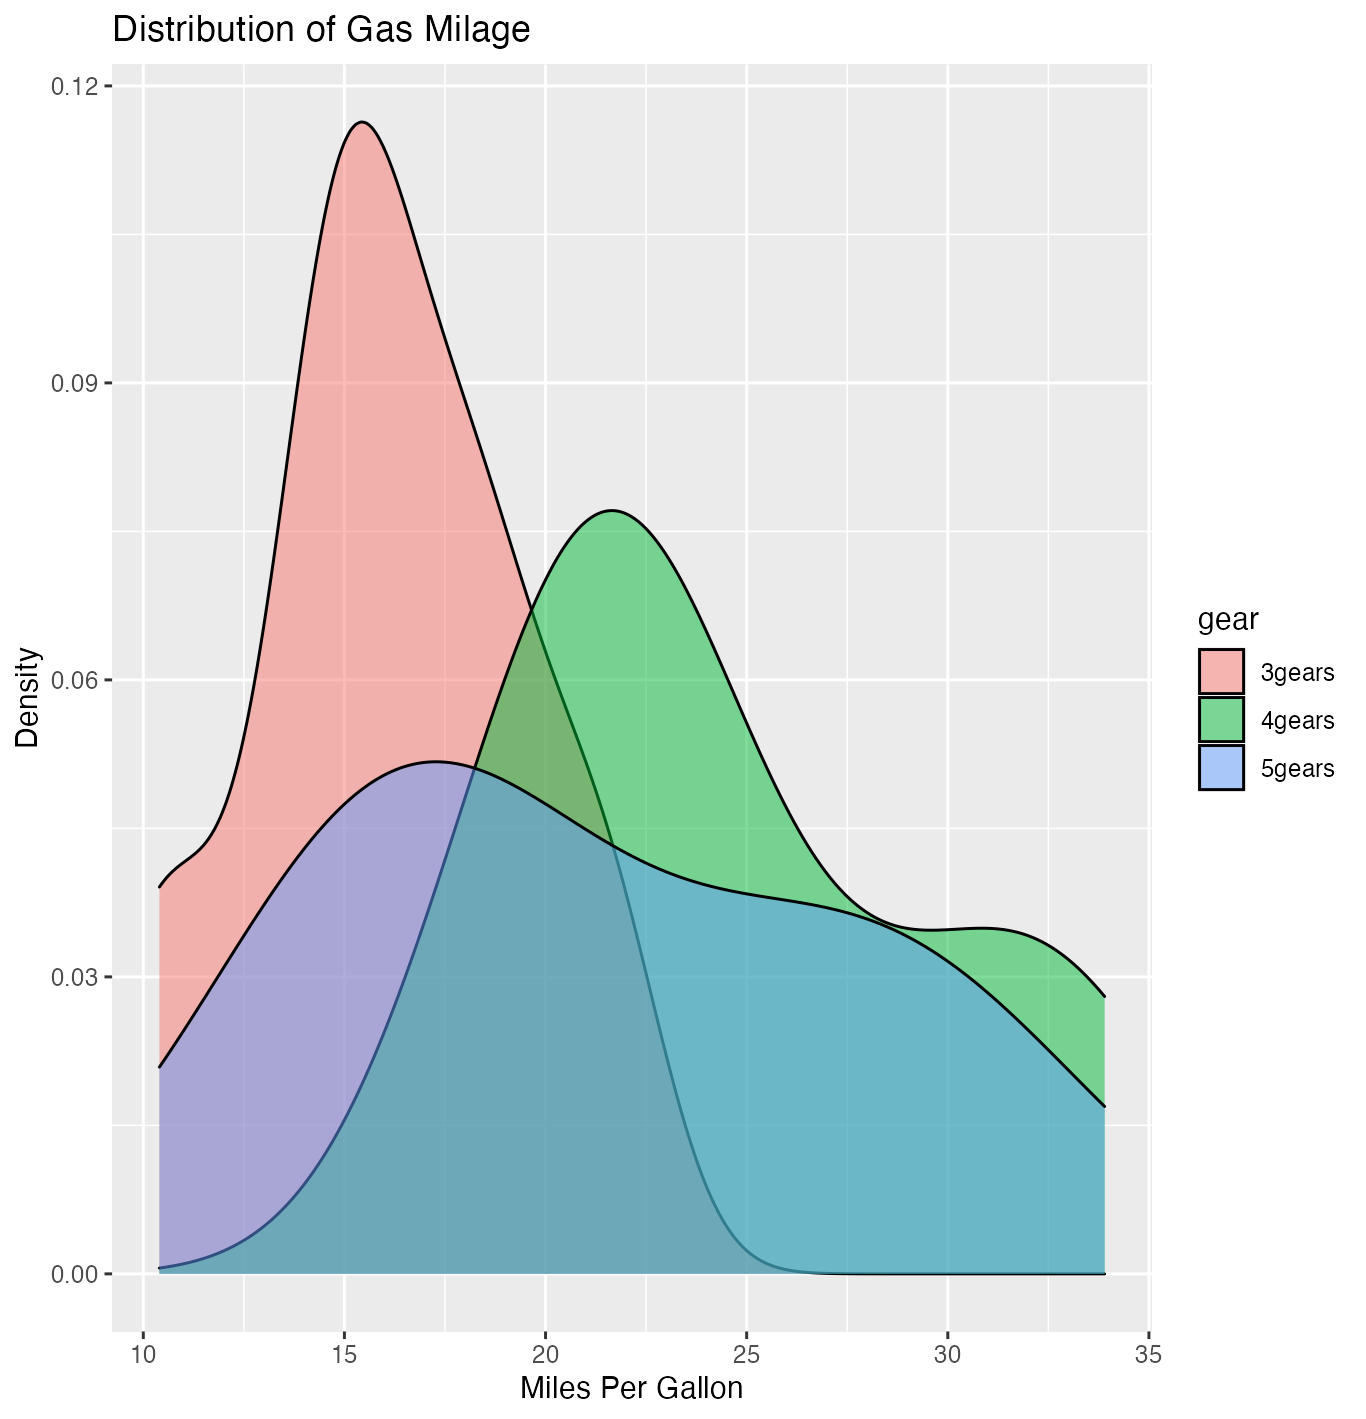 Distribution of Gas Milage
0.12
0.09
0.06
0.03
0.00
Density
10 15 20 25 30 35
Miles Per Gallon
gear
3gears
4gears
5gears